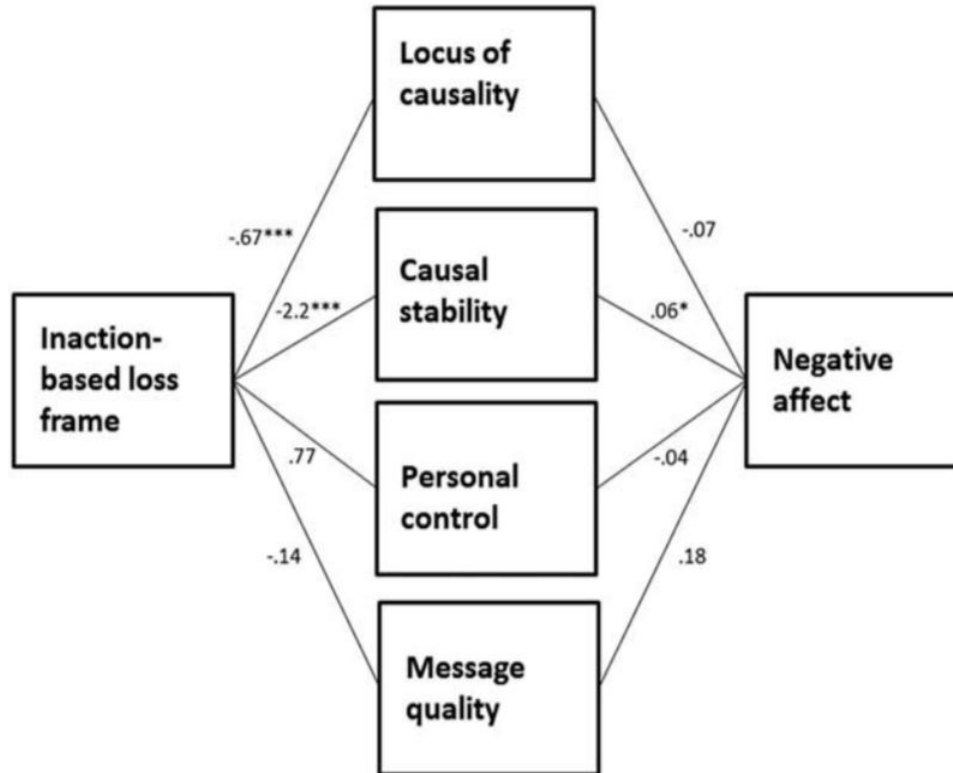 Locus of
causality
-.67***
-.07
Causal
stability
-2.2***
.06*
Inaction-
based loss
frame
Negative
affect
.77
-.04
Personal
control
-.14
.18
Message
quality